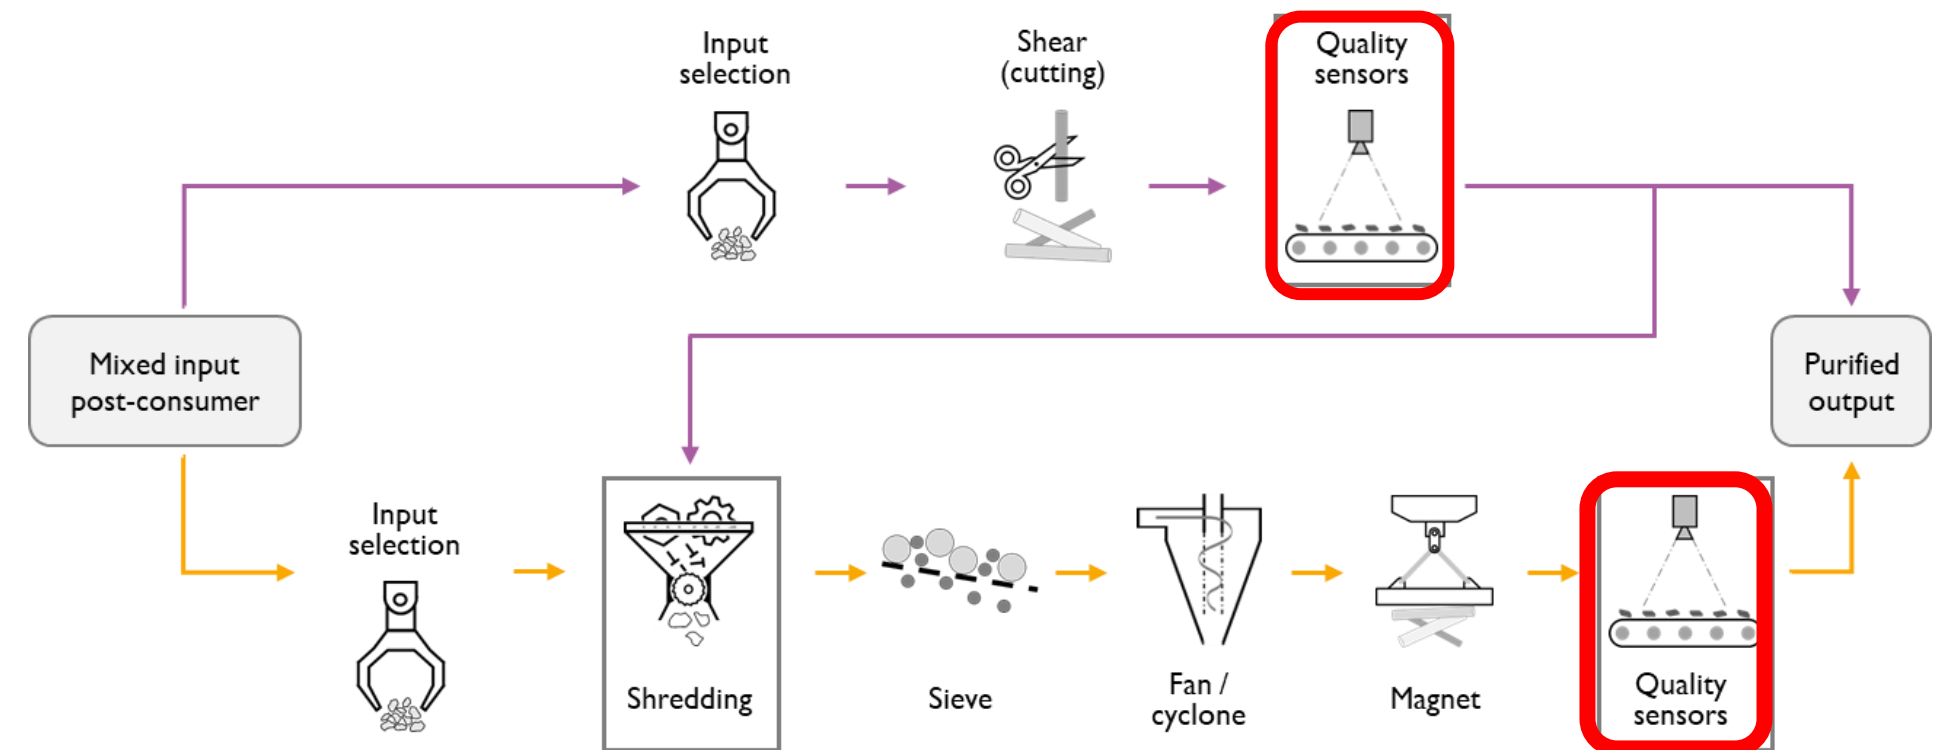 Input
selection
Shear
(cutting)
Quality
sensors
Mixed input
post-consumer
Purified
output
Input
selection
Shredding
Sieve
Fan /
cyclone
Magnet
Quality
sensors